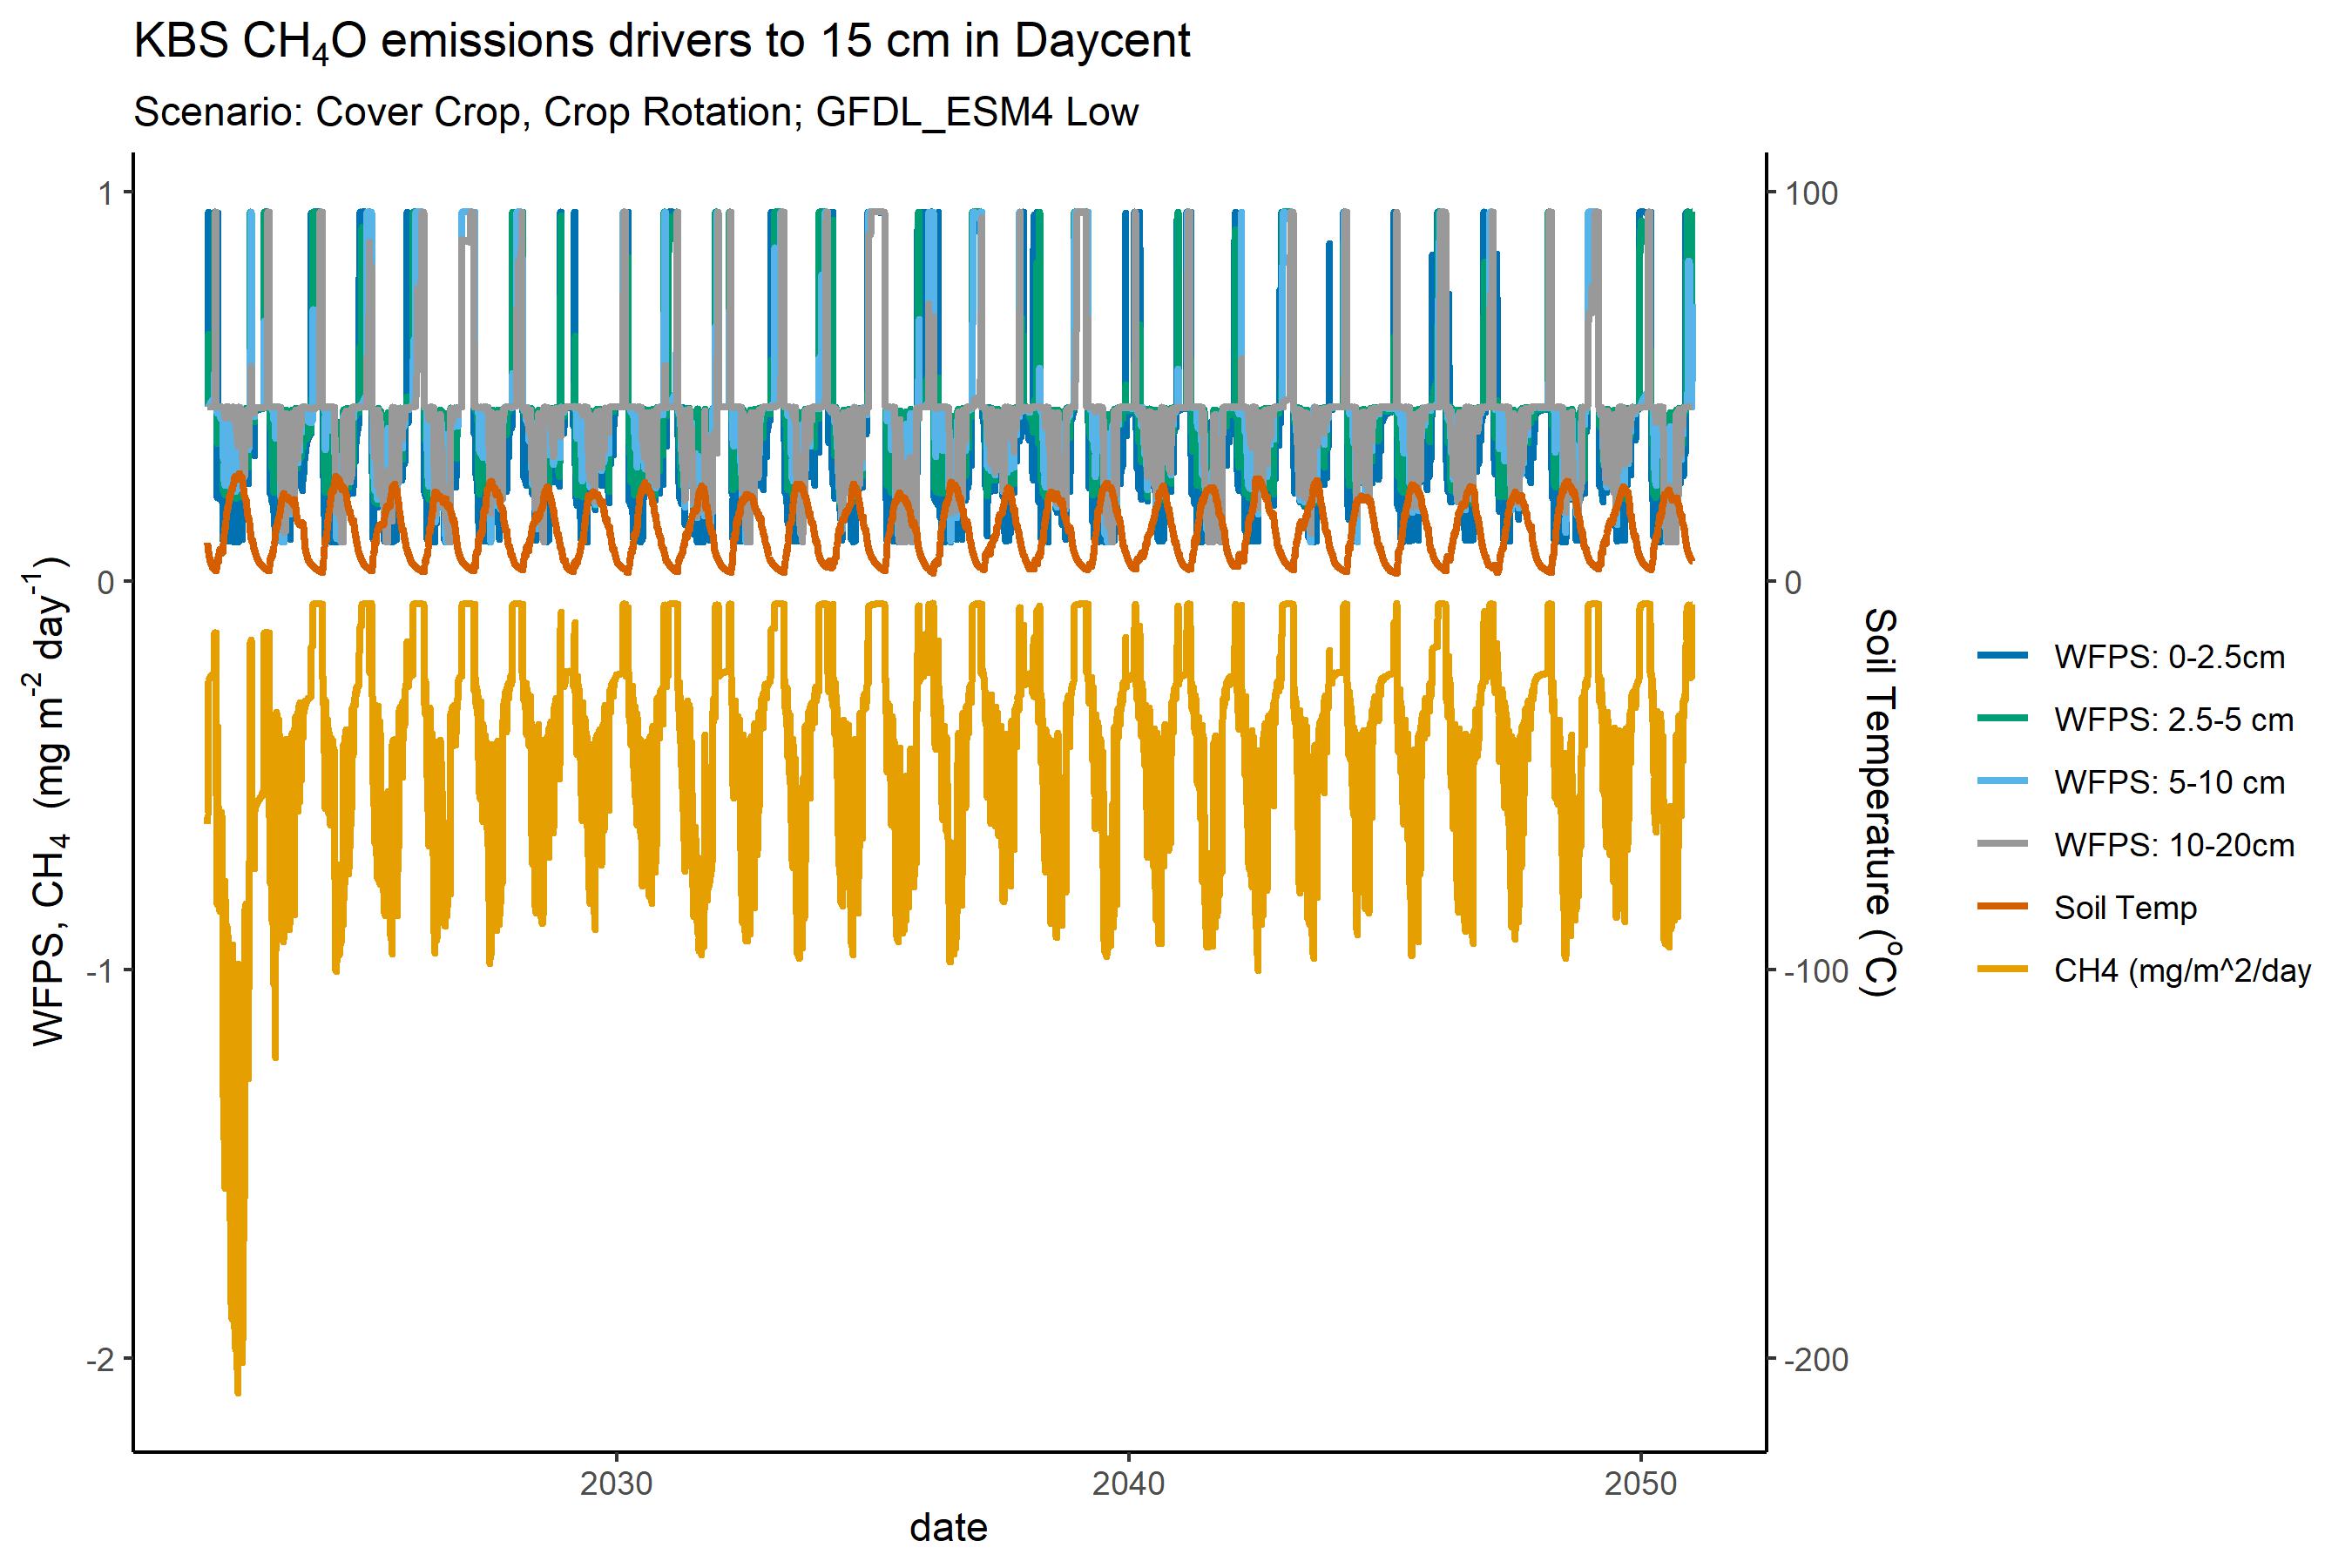 KBS CH₄O emissions drivers to 15 cm in Daycent
Scenario: Cover Crop, Crop Rotation; GFDL_ESM4 Low
1
0
-1
-2
WFPS, CH₄ (mg m⁻² day⁻¹)
100
0
-100
-200
Soil Temperature (°C)
2030
2040
2050
date
WFPS: 0-2.5cm
WFPS: 2.5-5 cm
WFPS: 5-10 cm
WFPS: 10-20cm
Soil Temp
CH4 (mg/m^2/day